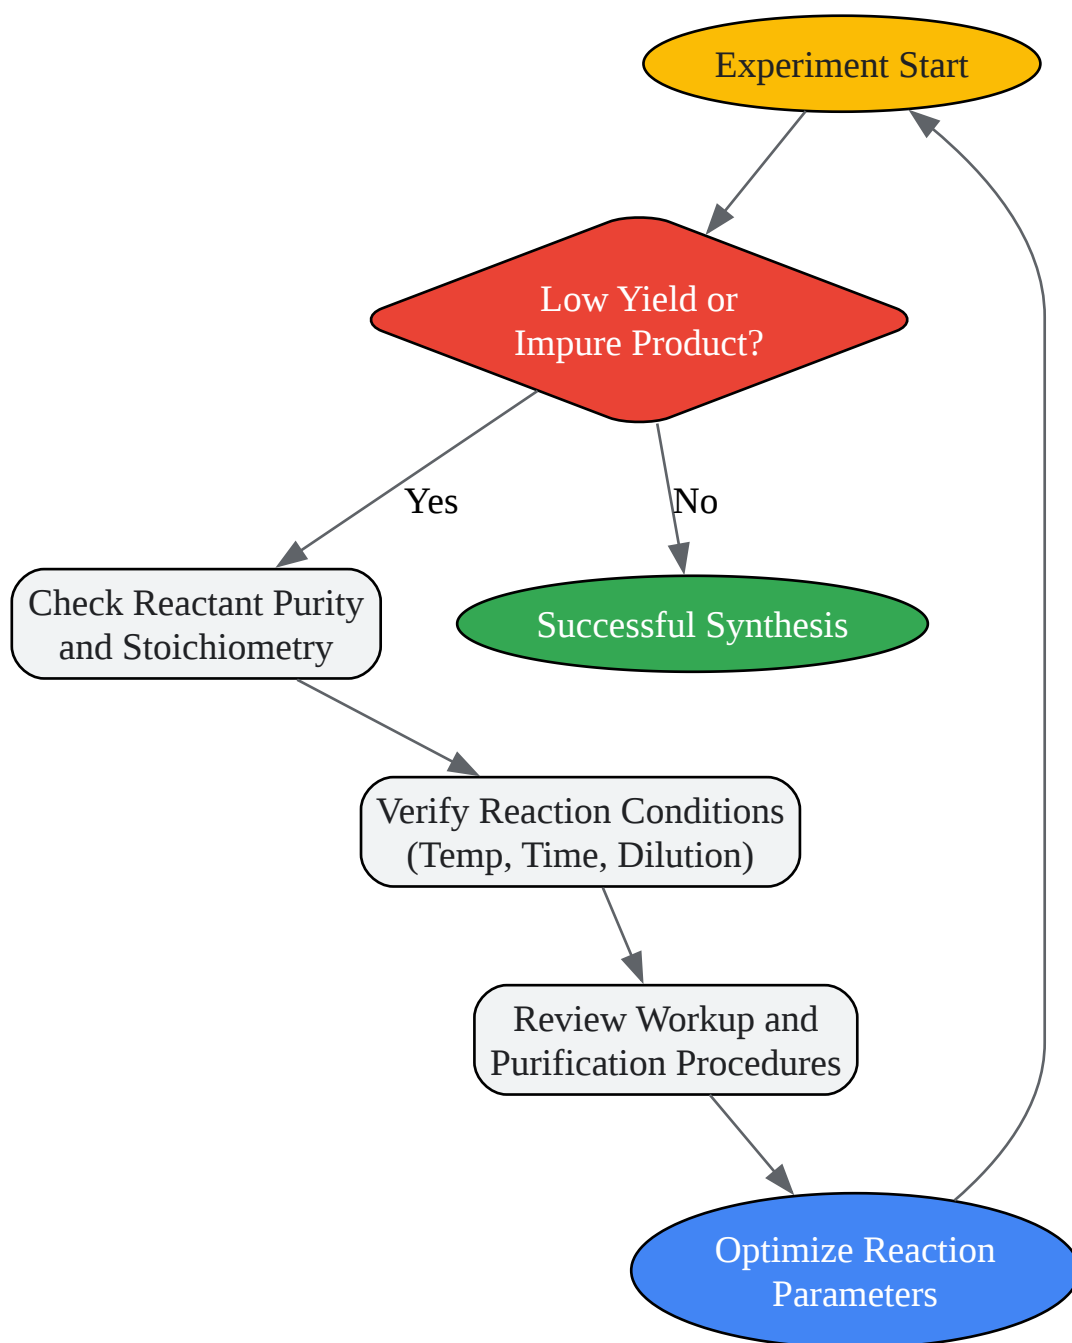 Experiment Start
Low Yield or
Impure Product?
Yes
No
Check Reactant Purity
and Stoichiometry
Successful Synthesis
Verify Reaction Conditions
(Temp, Time, Dilution)
Review Workup and
Purification Procedures
Optimize Reaction
Parameters